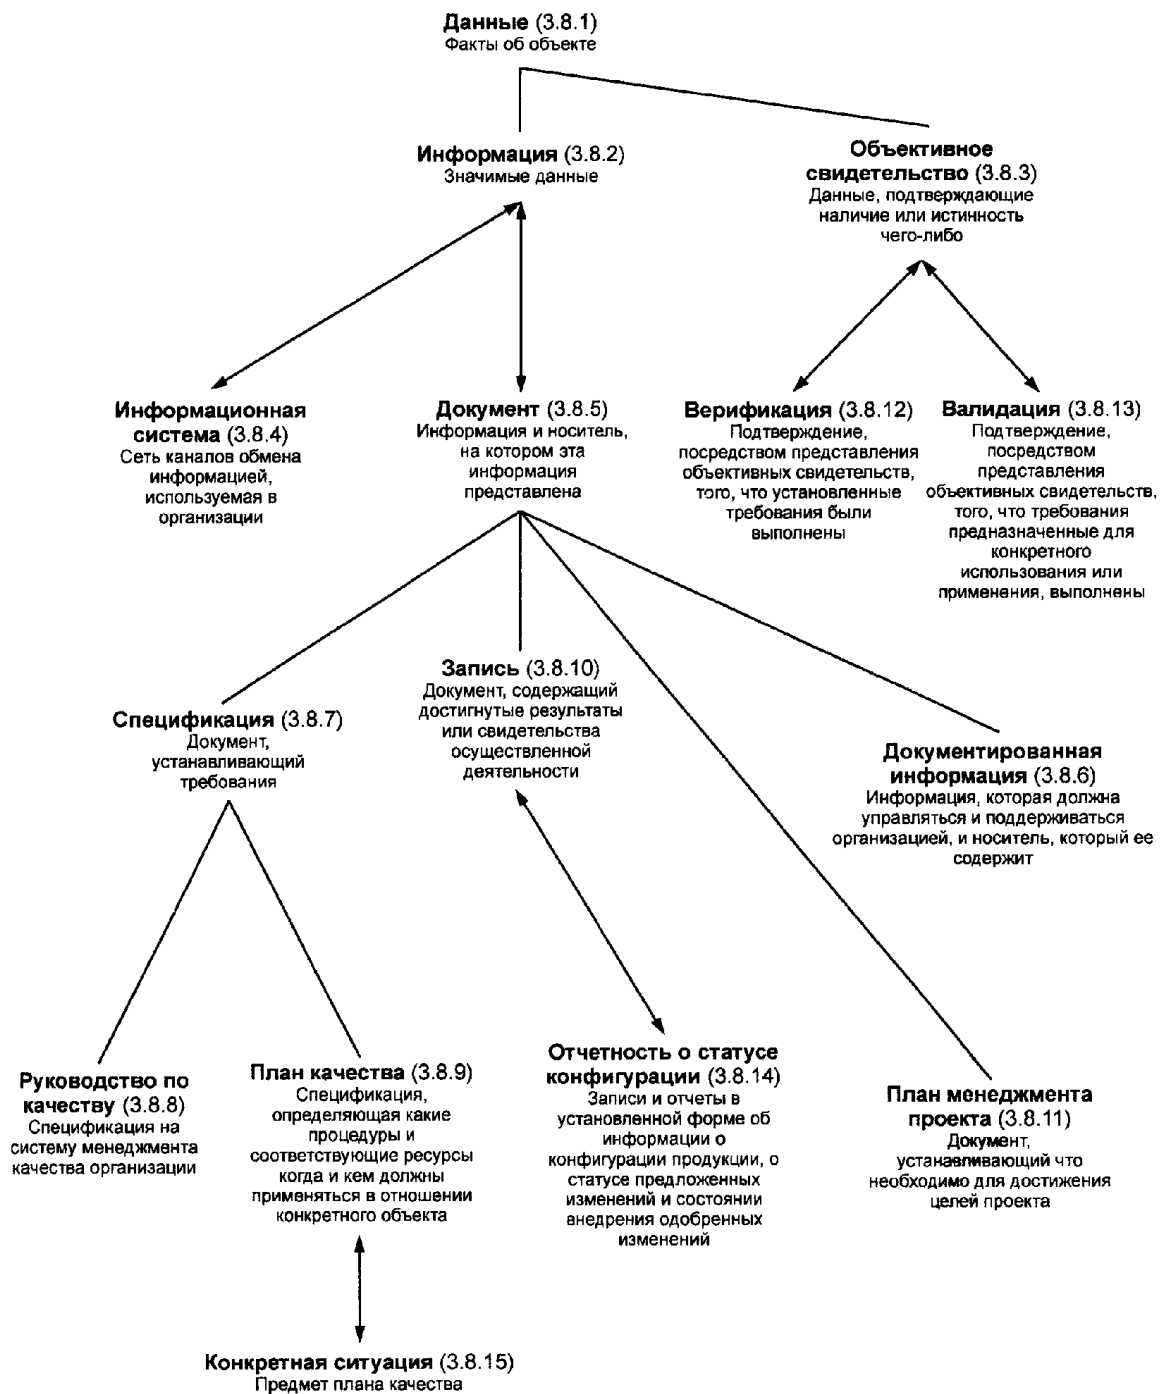 Данные (3.8.1)
Факты об объекте
Информация (3.8.2)
Значимые данные
Объективное
свидетельство (3.8.3)
Данные, подтверждающие
наличие или истинность
чего-либо
Информационная
система (3.8.4)
Сеть каналов обмена
информацией,
используемая в
организации
Документ (3.8.5)
Информация и носитель,
на котором эта
информация
представлена
Верификация (3.8.12)
Подтверждение,
посредством представления
объективных свидетельств,
того, что установленные
требования были
выполнены
Валидация (3.8.13)
Подтверждение,
посредством
представления
объективных свидетельств,
того, что требования
предназначенные для
конкретного
использования или
применения, выполнены
Спецификация (3.8.7)
Документ,
устанавливающий
требования
Запись (3.8.10)
Документ, содержащий
достигнутые результаты
или свидетельства
осуществленной
деятельности
Документированная
информация (3.8.6)
Информация, которая должна
управляться и поддерживаться
организацией, и носитель, который ее
содержит
Руководство по
качеству (3.8.8)
Спецификация на
систему менеджмента
качества организации
План качества (3.8.9)
Спецификация,
определяющая какие
процедуры и
соответствующие ресурсы
когда и кем должны
применяться в отношении
конкретного объекта
Отчетность о статусе
конфигурации (3.8.14)
Записи и отчеты в
установленной форме об
информации о
конфигурации продукции, о
статусе предложенных
изменений и состоянии
внедрения одобренных
изменений
План менеджмента
проекта (3.8.11)
Документ,
устанавливающий что
необходимо для достижения
целей проекта
Конкретная ситуация (3.8.15)
Предмет плана качества